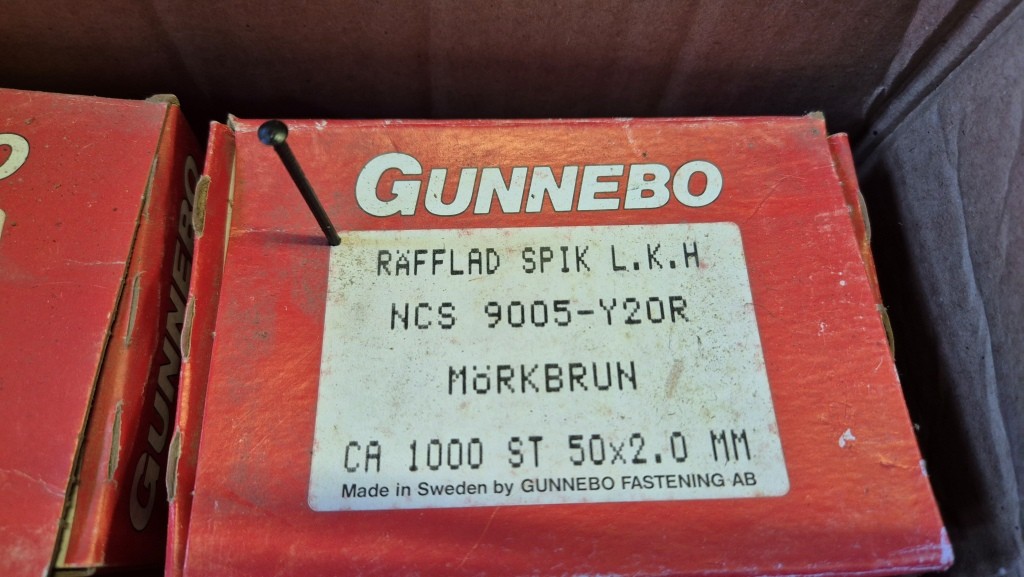 GUNNEBO
RÄFFLAD SPIK L.K.H
NCS 9005-Y20R
MÖRKBRUN
CA 1000 ST 50x2.0 MM
Made in Sweden by GUNNEBO FASTENING AB
GUNNEBO